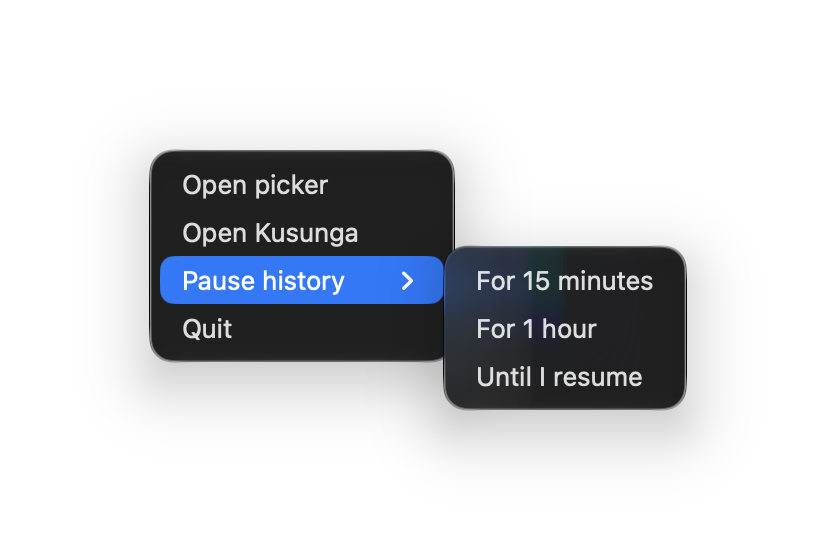 Open picker
Open Kusunga
Pause history
Quit
For 15 minutes
For 1 hour
Until I resume